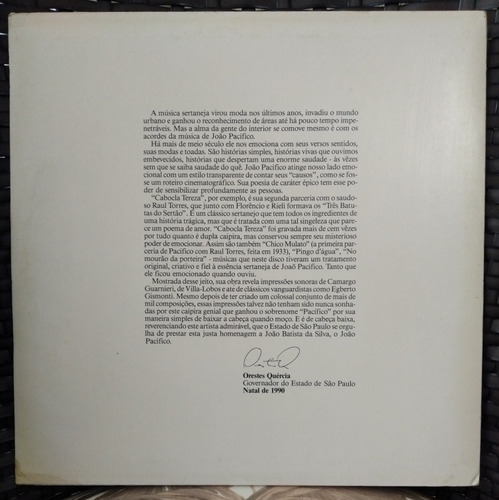 A música sertaneja virou moda nos últimos anos, invadiu o mundo
urbano e ganhou o reconhecimento de áreas até há pouco tempo impe-
netráveis. Mas a alma da gente do interior se comove mesmo é com os
acordes da música de João Pacífico.
Há mais de meio século ele nos emociona com seus versos sentidos,
suas modas e toadas. São histórias simples, histórias vivas que ouvimos
embevecidos, histórias que despertam uma enorme saudade - às vêzes
sem que se saiba saudade do quê. João Pacífico atinge nosso lado emo-
cional com um estilo transparente de contar seus "causos", como se fos-
se um roteiro cinematográfico. Sua poesia de caráter épico tem esse po-
der de sensibilizar profundamente as pessoas.
"Cabocla Tereza", por exemplo, é sua segunda parceria com o saudo-
so Raul Torres, que junto com Florêncio e Rieli formava os "Três Batu-
tas do Sertão". É um clássico sertanejo que tem todos os ingredientes de
uma história trágica, mas que é tratada com uma tal singeleza que pare-
ce um poema de amor. "Cabocla Tereza" foi gravada mais de cem vêzes
por tudo quanto é dupla caipira, mas conservou sempre seu misterioso
poder de emocionar. Assim são também "Chico Mulato" (a primeira par-
ceria de Pacífico com Raul Torres, feita em 1933), "Pingo d'água", "No
mourão da porteira" - músicas que neste disco tiveram um tratamento
original, criativo e fiel à essência sertaneja de João Pacífico. Tanto que
ele ficou emocionado quando ouviu.
Mostrada desse jeito, sua obra revela impressões sonoras de Camargo
Guarnieri, de Villa-Lobos e até de clássicos vanguardistas como Egberto
Gismonti. Mesmo depois de ter criado um colossal conjunto de mais de
mil composições, essas impressões talvez não tenham sido nunca sonha-
das por este caipira genial que ganhou o sobrenome "Pacífico" por sua
maneira simples de baixar a cabeça quando moço. E é de cabeça baixa,
reverenciando este artista admirável, que o Estado de São Paulo se orgu-
lha de prestar esta justa homenagem a João Batista da Silva, o João
Pacífico.
Orestes Quércia
Governador do Estado de São Paulo
Natal de 1990